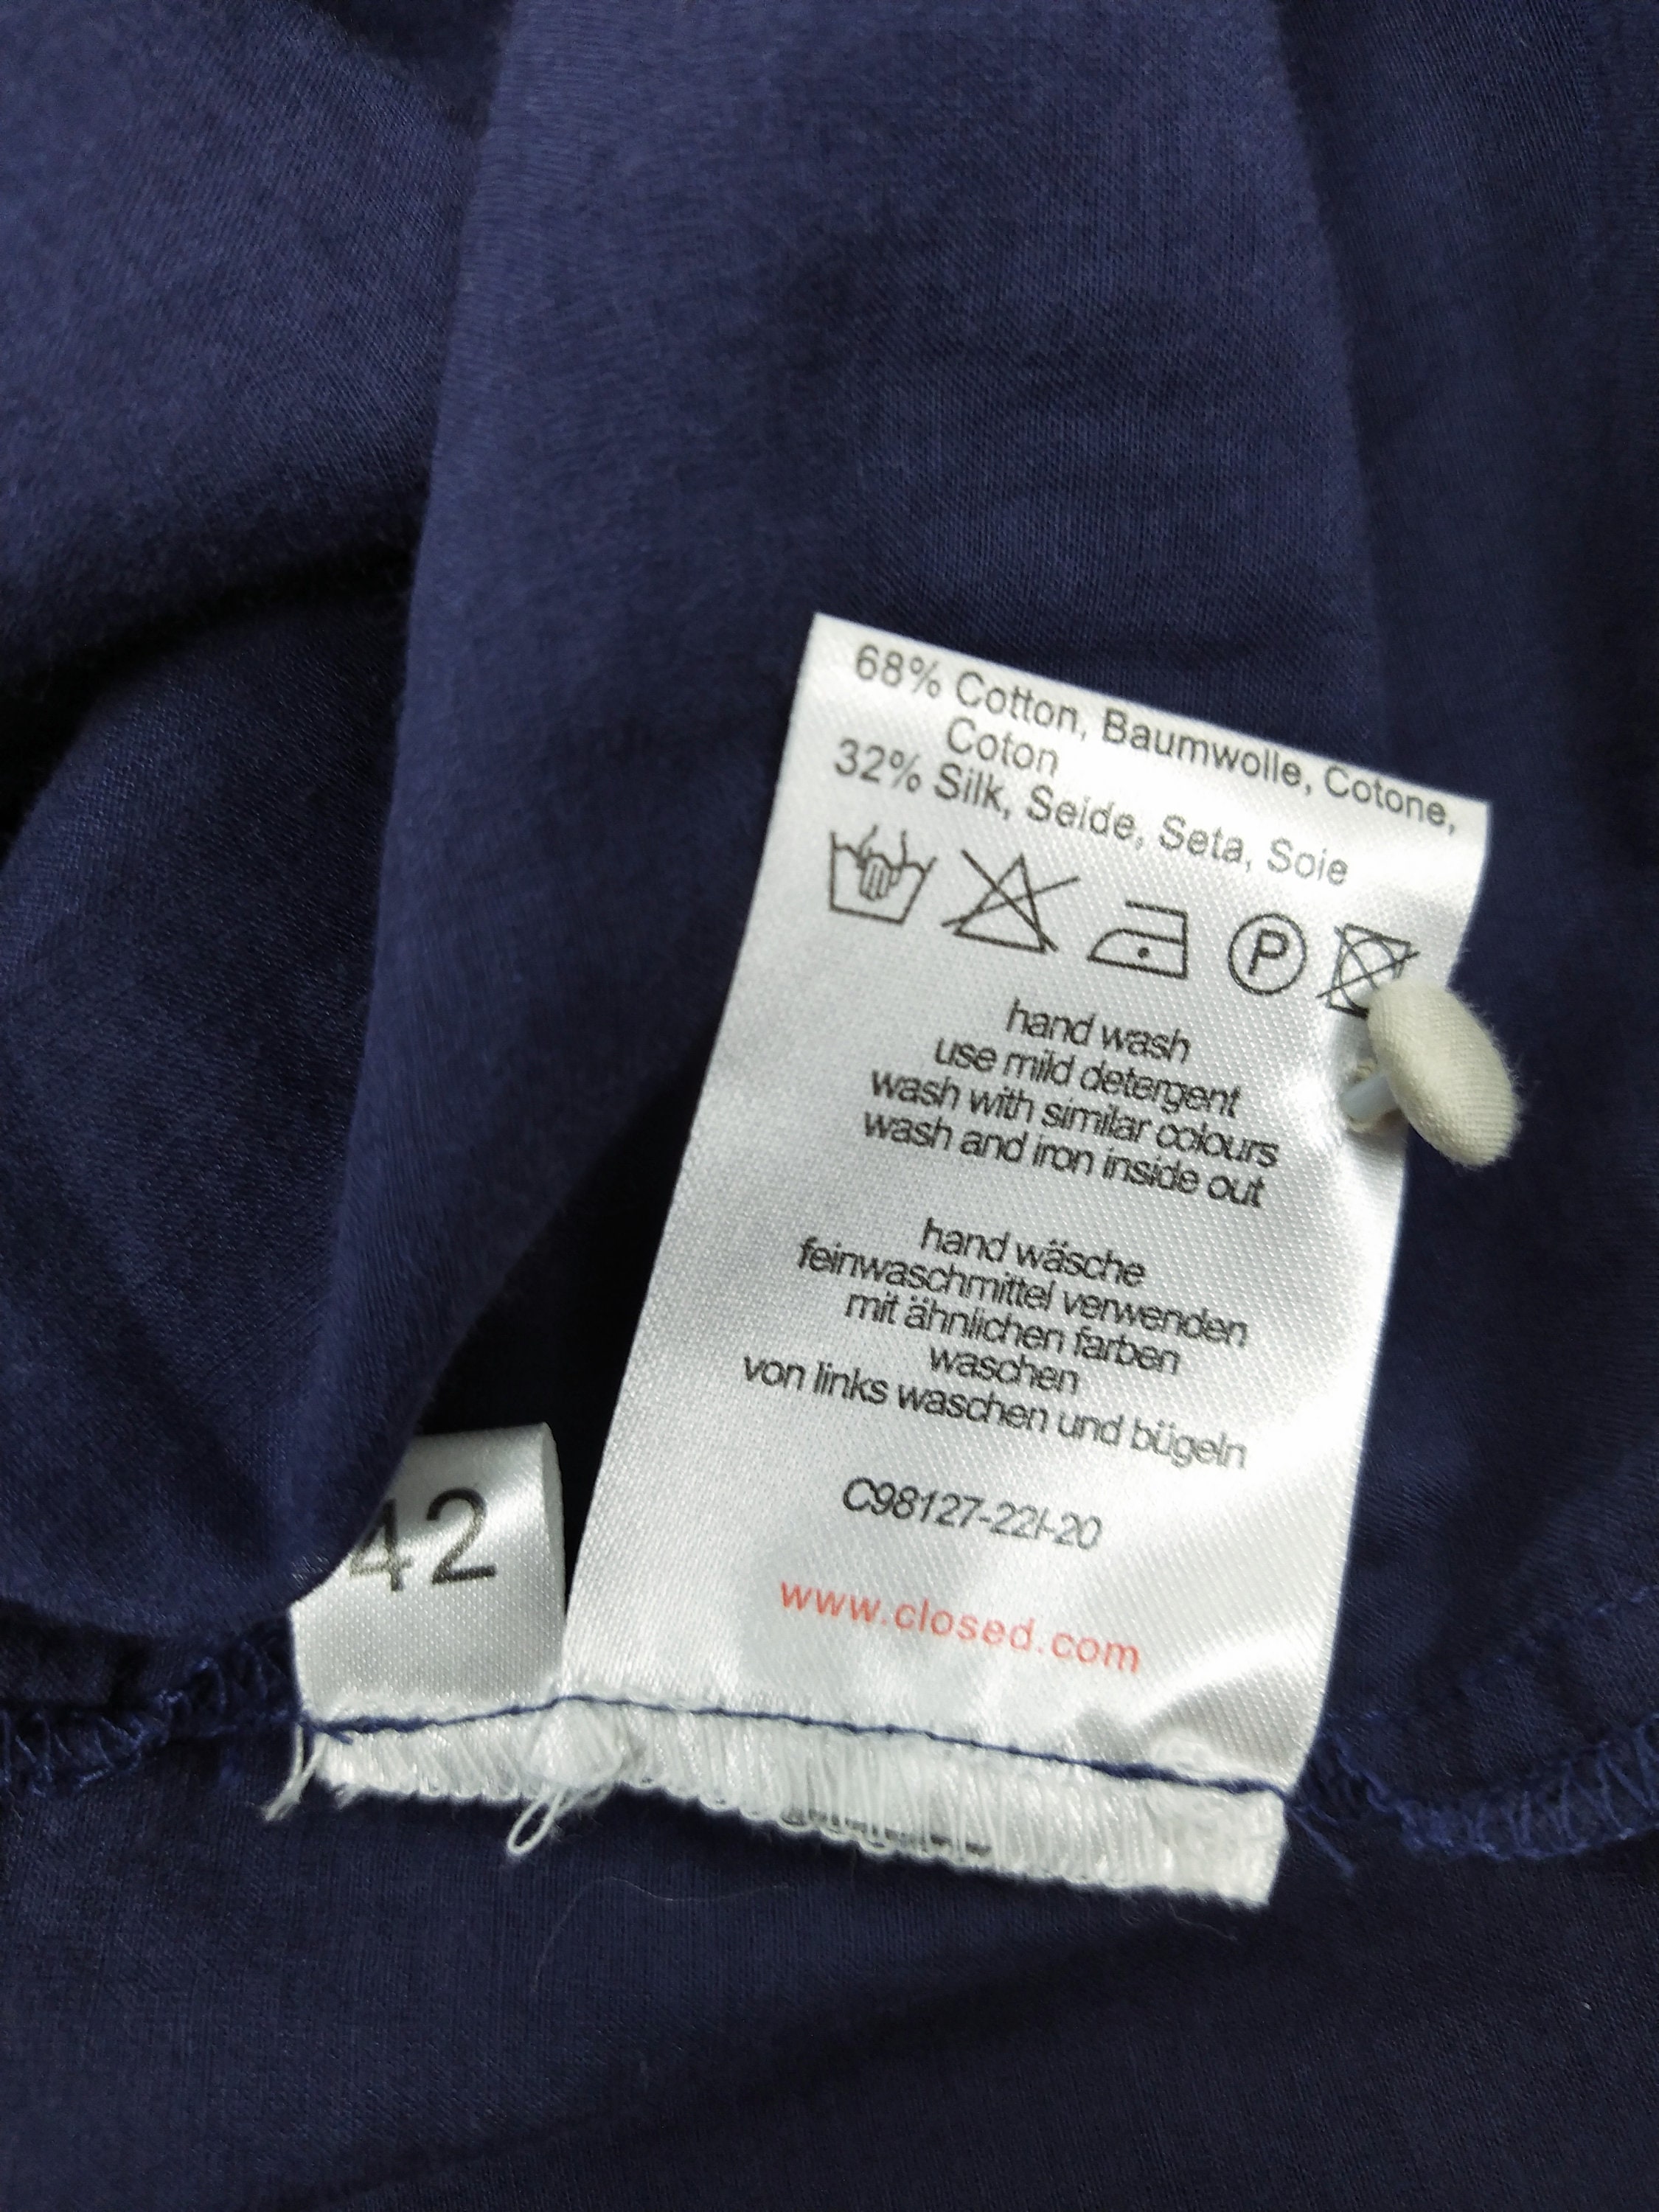 68% Cotton, Baumwolle, Cotone,
Coton
32% Silk, Seide, Seta, Soie
P
hand wash
use mild detergent
wash with similar colours
wash and iron inside out
hand wäsche
feinwaschmittel verwenden
mit ähnlichen farben
waschen
von links waschen und bügeln
C98127-22I-20
www.closed.com
42